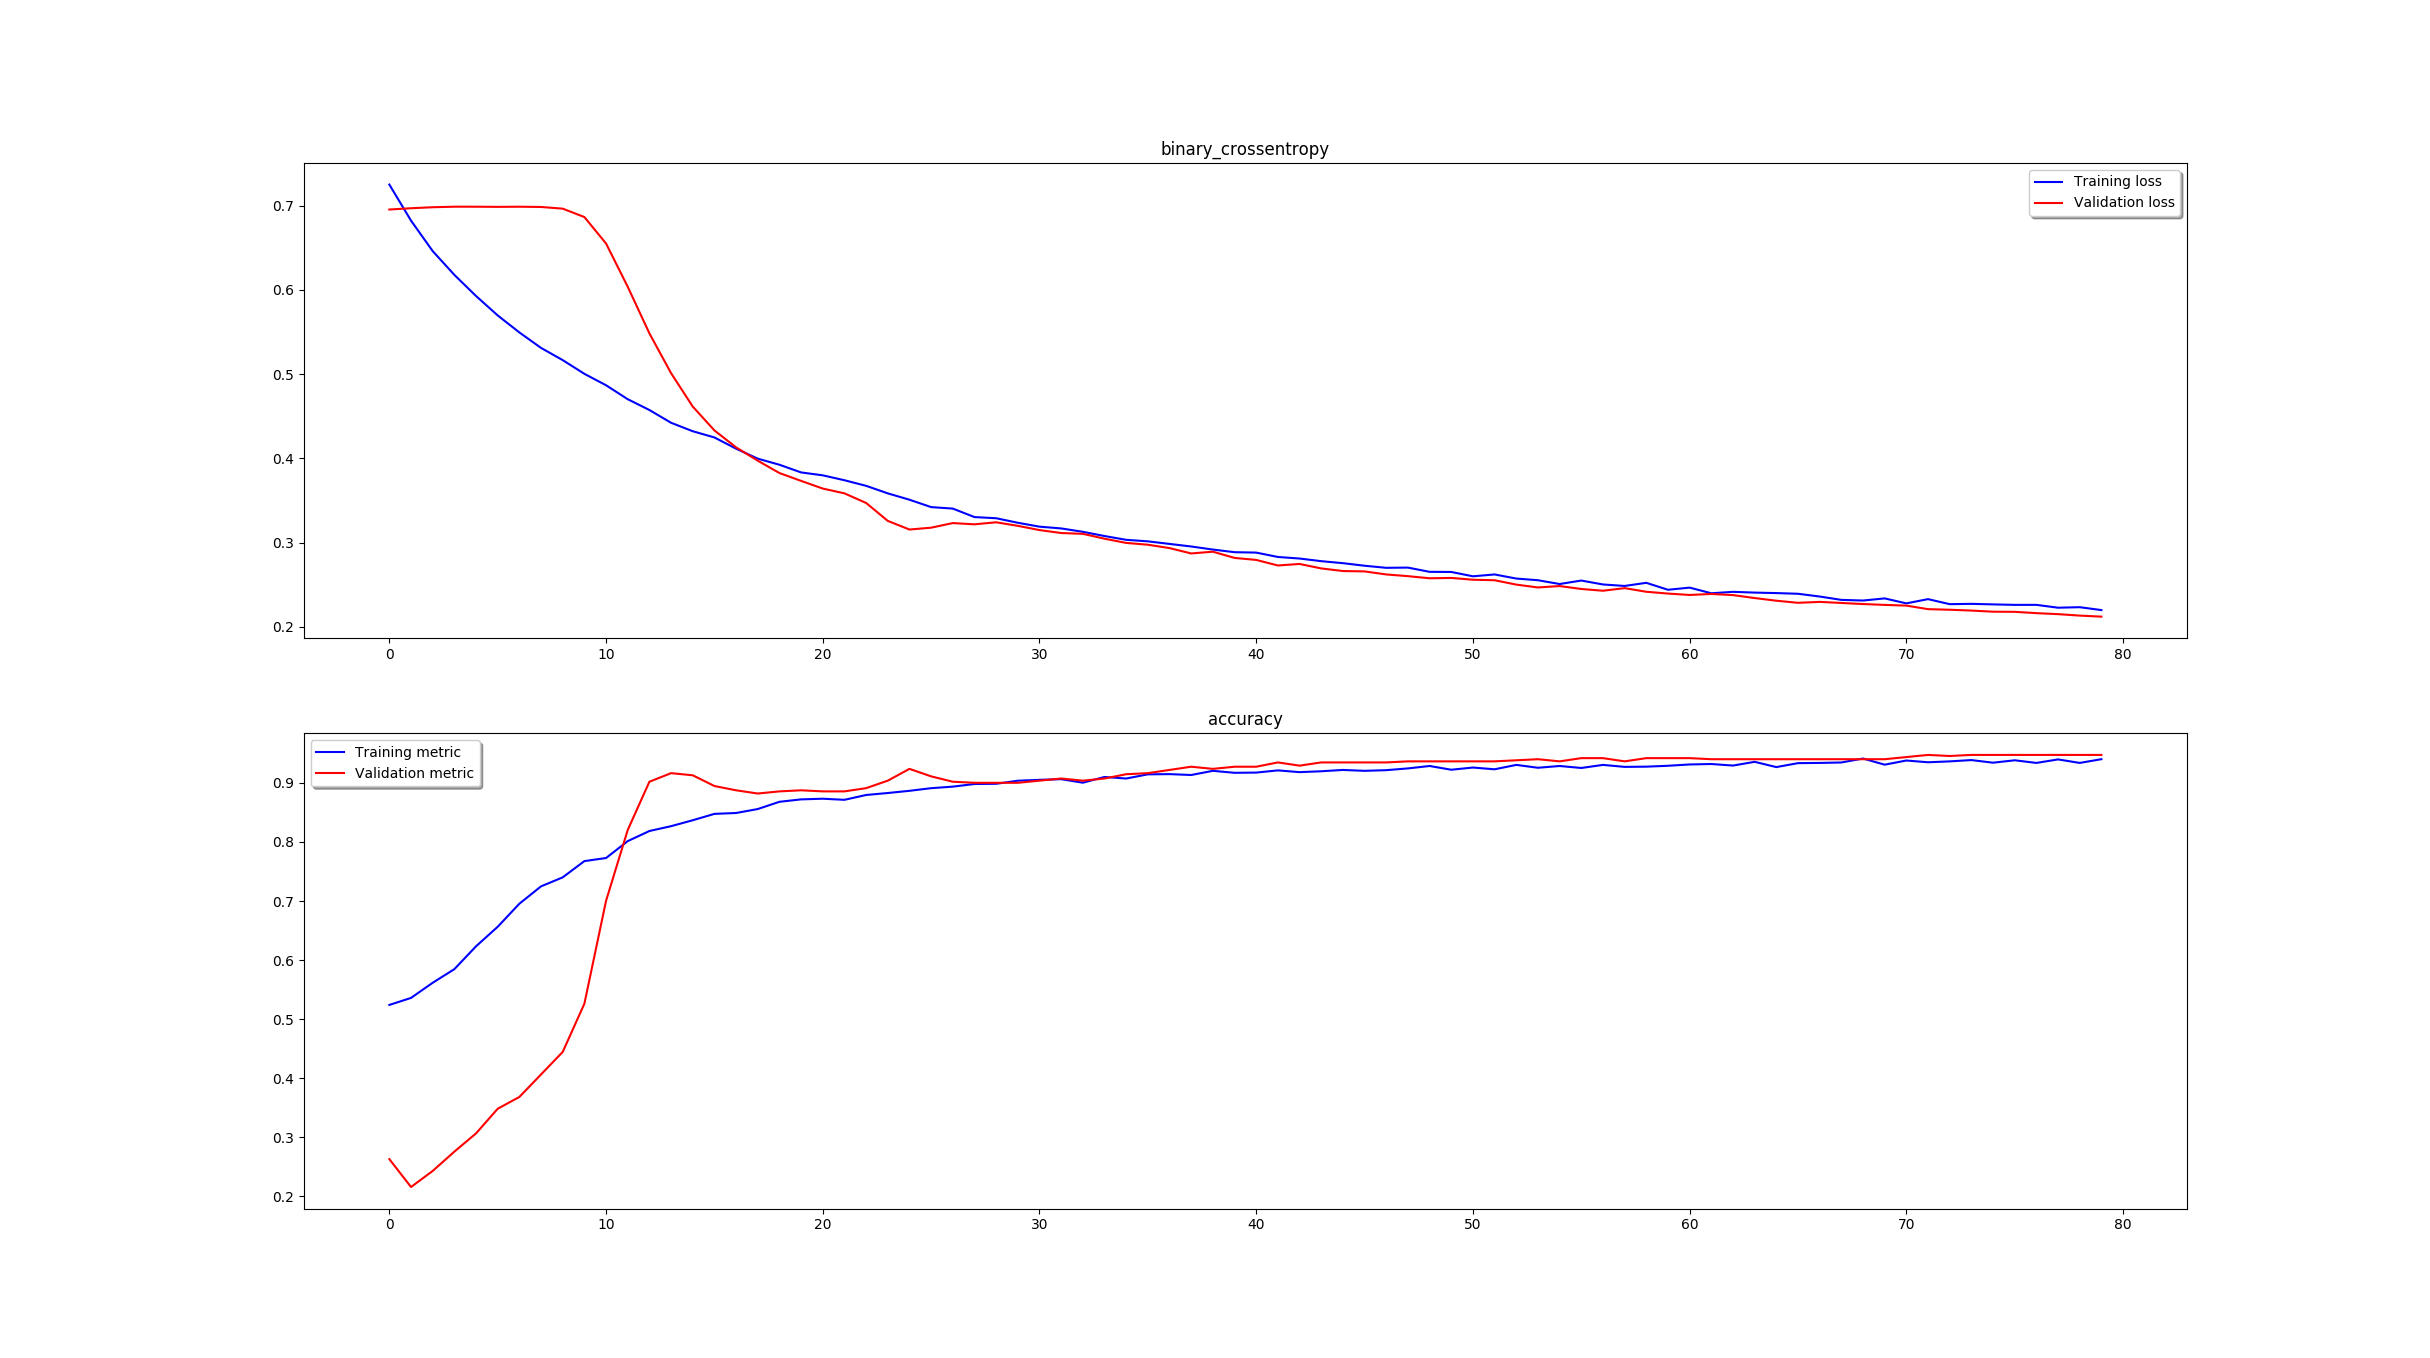 binary_crossentropy
Training loss
Validation loss
0.7
0.6
0.5
0.4
0.3
0.2
0 10 20 30 40 50 60 70 80
accuracy
Training metric
Validation metric
0.9
0.8
0.7
0.6
0.5
0.4
0.3
0.2
0 10 20 30 40 50 60 70 80